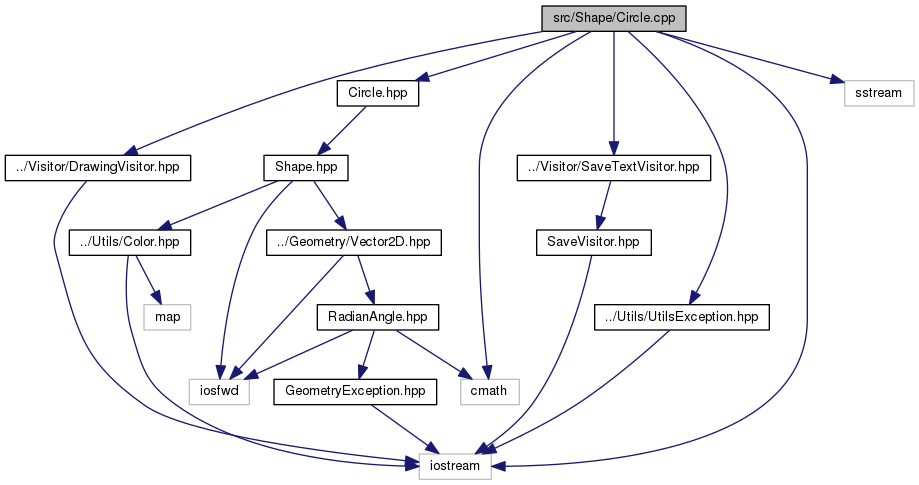 src/Shape/Circle.cpp
Circle.hpp
sstream
../Visitor/DrawingVisitor.hpp
Shape.hpp
../Visitor/SaveTextVisitor.hpp
../Utils/Color.hpp
../Geometry/Vector2D.hpp
SaveVisitor.hpp
map
RadianAngle.hpp
../Utils/UtilsException.hpp
iosfwd
GeometryException.hpp
cmath
iostream